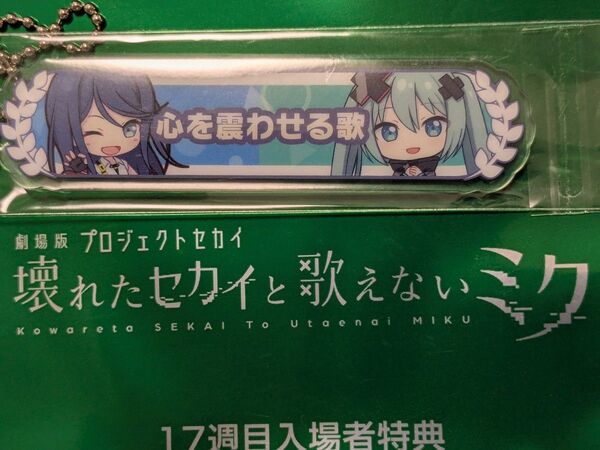 心を震わせる歌
劇場版 プロジェクトセカイ
壊れたセカイと歌えないミク
Kowareta SEKAI To Utaenai MIKU
17週目入場者特典